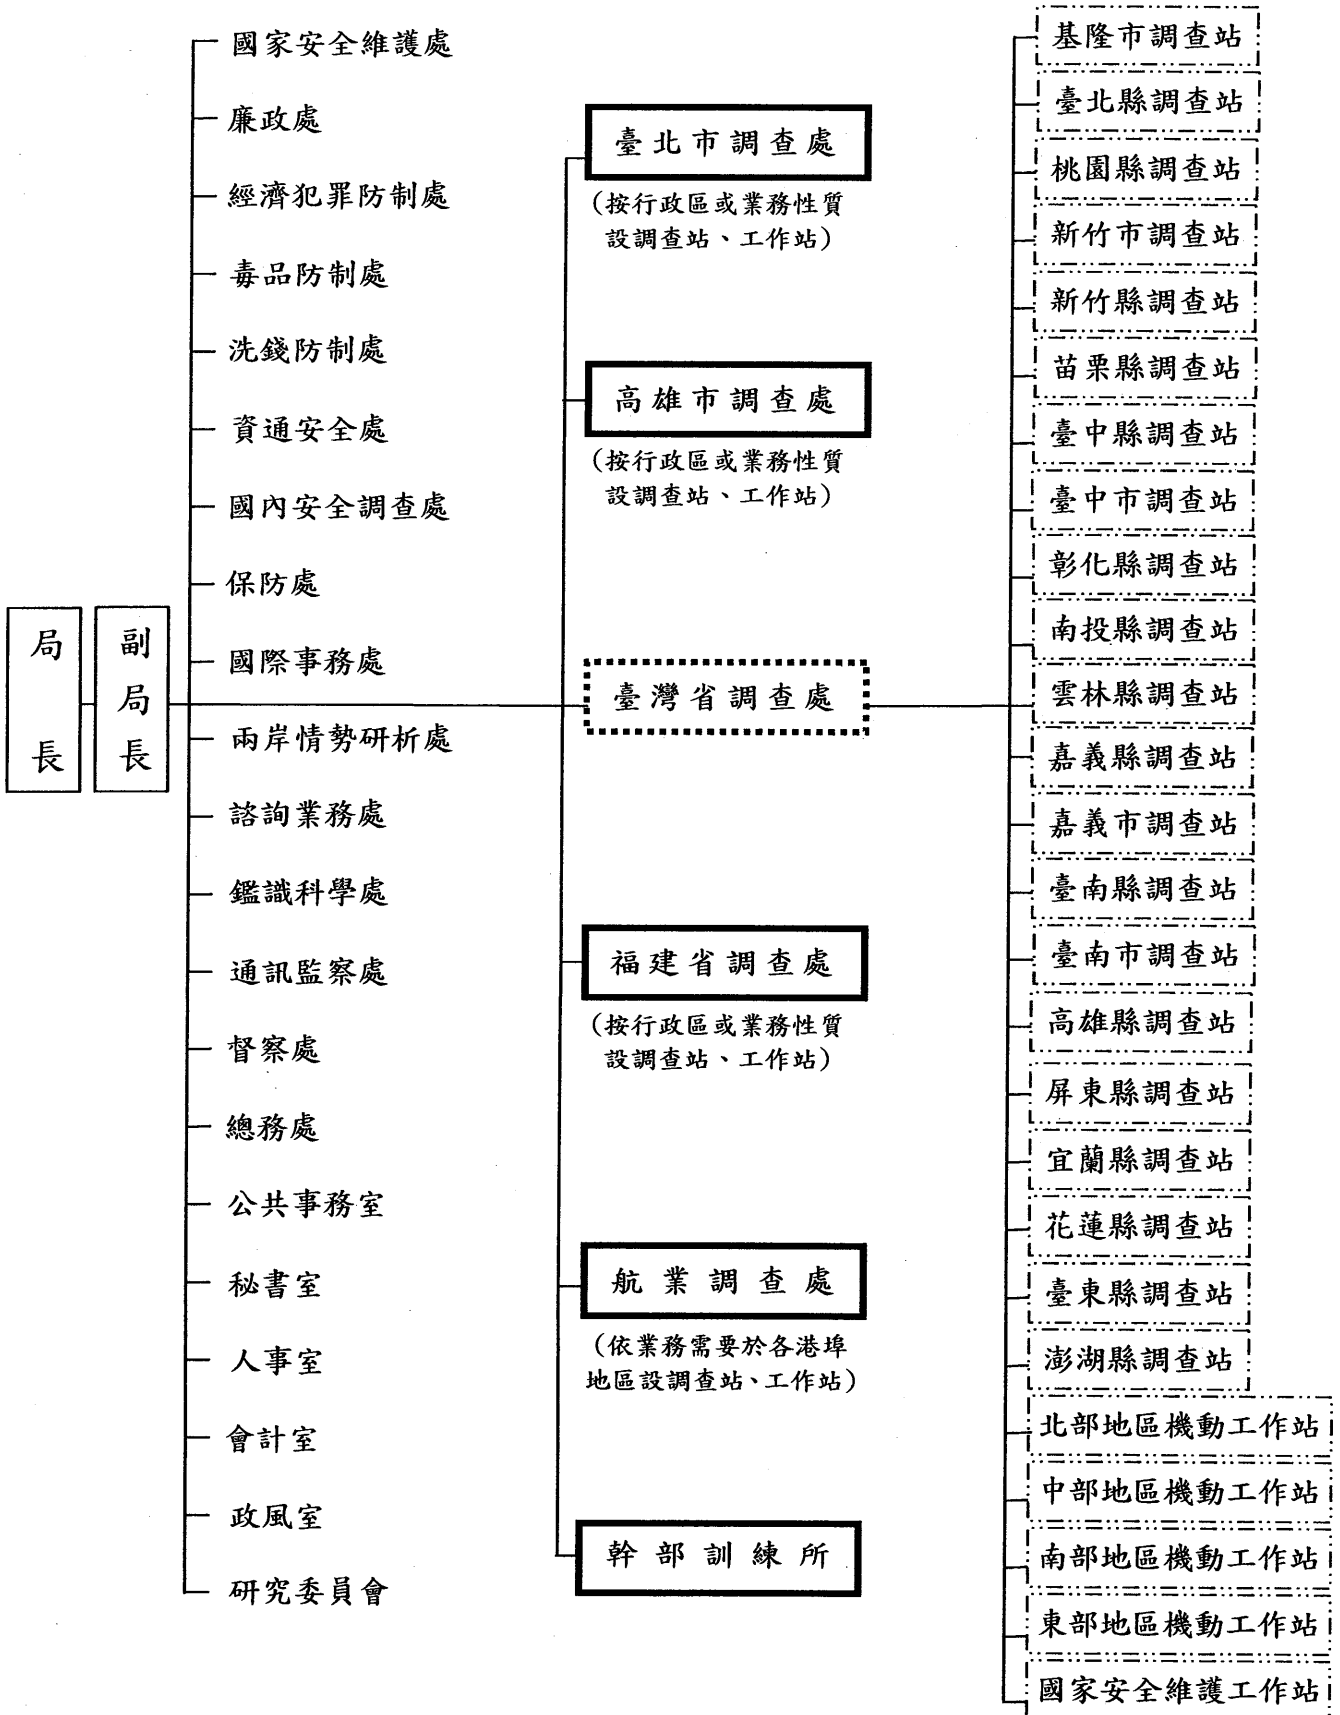 局長
副局長
國家安全維護處
廉政處
經濟犯罪防制處
毒品防制處
洗錢防制處
資通安全處
國內安全調查處
保防處
國際事務處
兩岸情勢研析處
諮詢業務處
鑑識科學處
通訊監察處
督察處
總務處
公共事務室
秘書室
人事室
會計室
政風室
研究委員會
臺北市調查處
（按行政區或業務性質
設調查站、工作站）
高雄市調查處
（按行政區或業務性質
設調查站、工作站）
臺灣省調查處
福建省調查處
（按行政區或業務性質
設調查站、工作站）
航業調查處
（依業務需要於各港埠
地區設調查站、工作站）
幹部訓練所
基隆市調查站
臺北縣調查站
桃園縣調查站
新竹市調查站
新竹縣調查站
苗栗縣調查站
臺中縣調查站
臺中市調查站
彰化縣調查站
南投縣調查站
雲林縣調查站
嘉義縣調查站
嘉義市調查站
臺南縣調查站
臺南市調查站
高雄縣調查站
屏東縣調查站
宜蘭縣調查站
花蓮縣調查站
臺東縣調查站
澎湖縣調查站
北部地區機動工作站
中部地區機動工作站
南部地區機動工作站
東部地區機動工作站
國家安全維護工作站